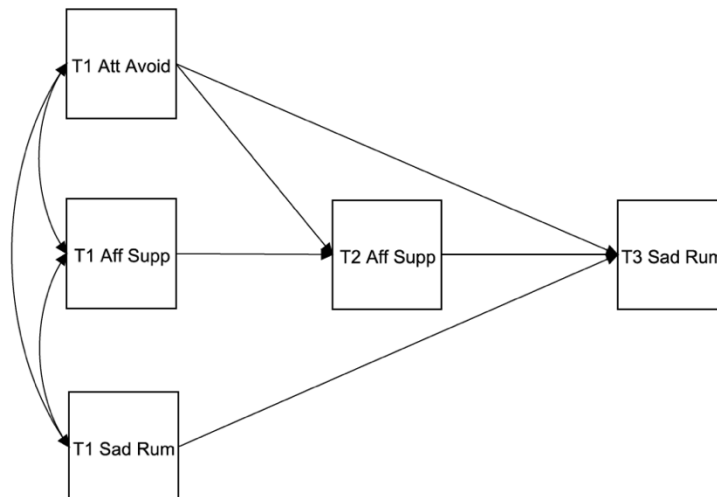 T1 Att Avoid
T1 Aff Supp
T2 Aff Supp
T3 Sad Rum
T1 Sad Rum